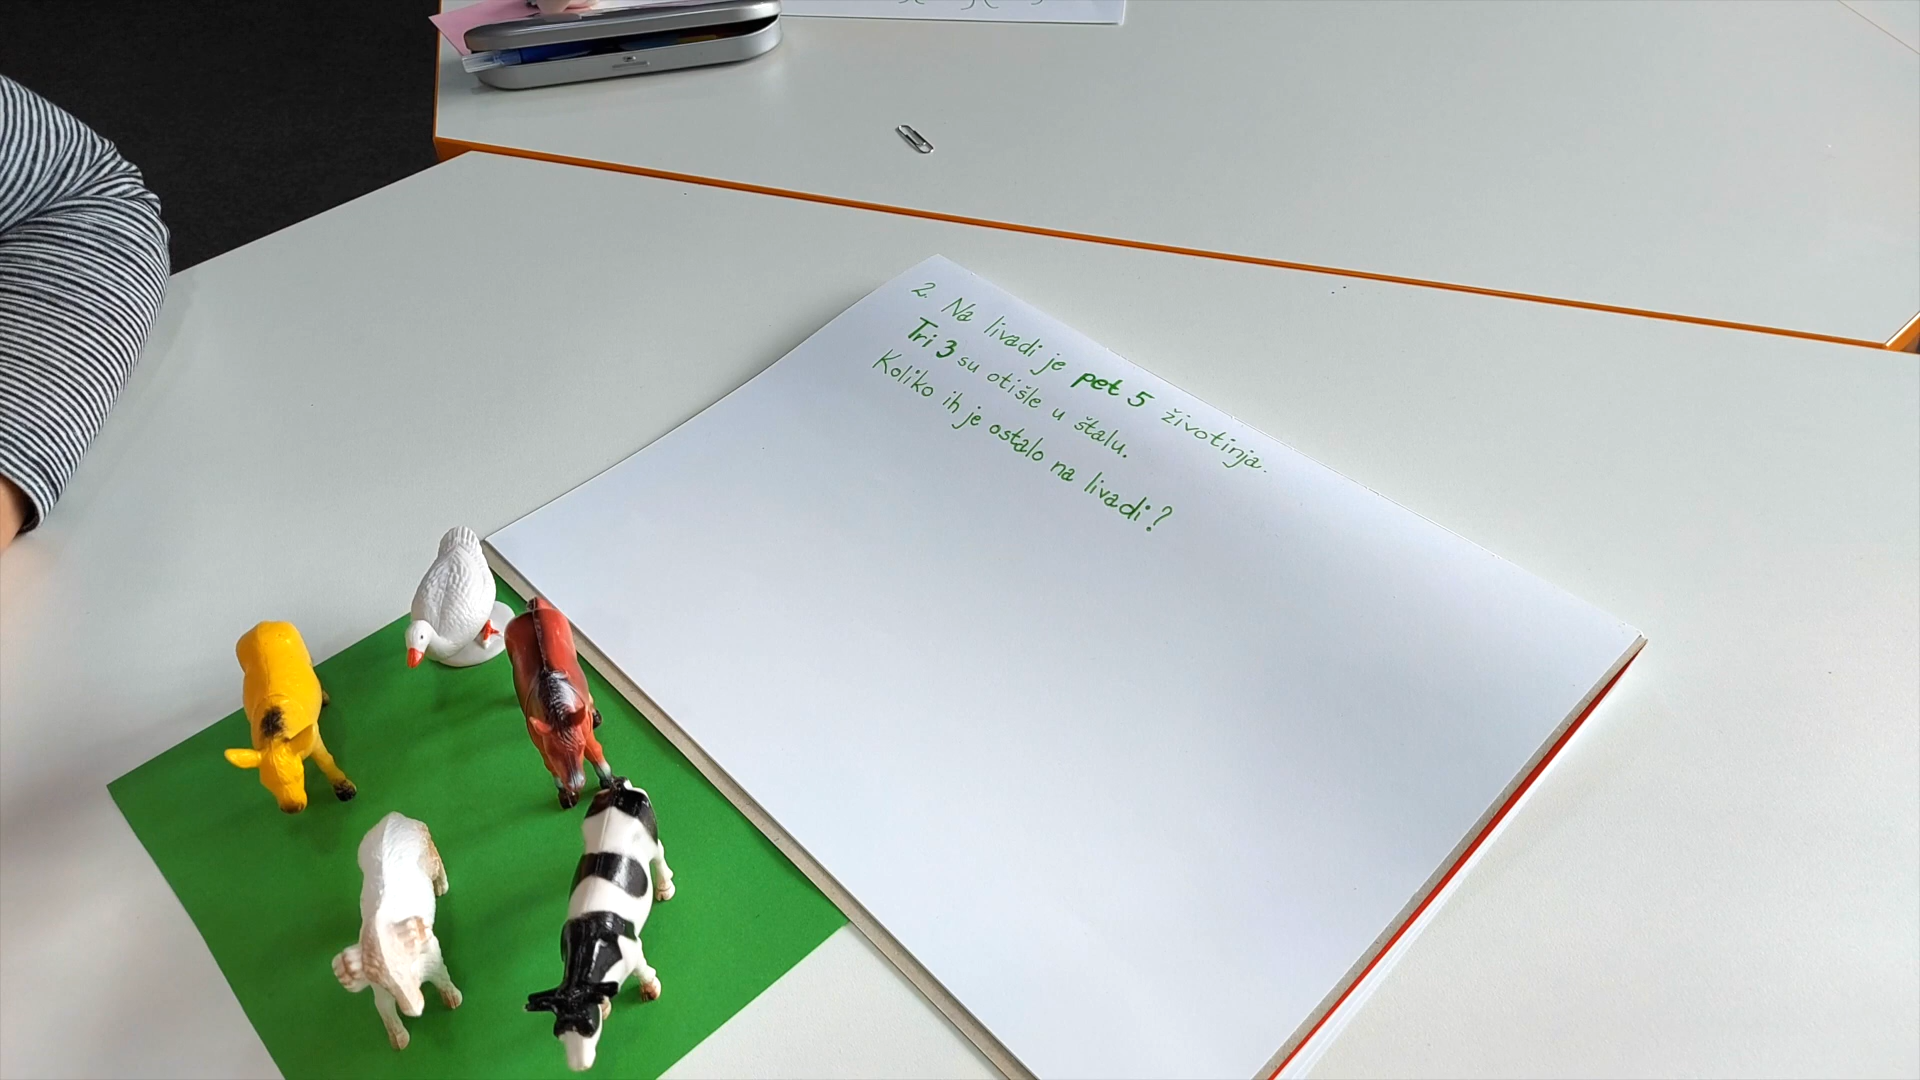 2. Na livadi je pet 5 životinja.
Tri 3 su otišle u štalu.
Koliko ih je ostalo na livadi?